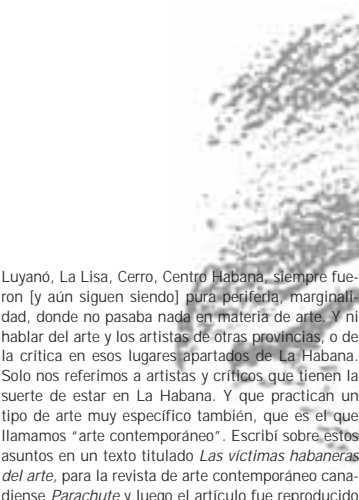 Luyanó, La Lisa, Cerro, Centro Habana, siempre fue-
ron [y aún siguen siendo] pura periferia, marginali-
dad, donde no pasaba nada en materia de arte. Y ni
hablar del arte y los artistas de otras provincias, o de
la crítica en esos lugares apartados de La Habana.
Solo nos referimos a artistas y críticos que tienen la
suerte de estar en La Habana. Y que practican un
tipo de arte muy específico también, que es el que
llamamos “arte contemporáneo”. Escribí sobre estos
asuntos en un texto titulado Las víctimas habaneras
del arte, para la revista de arte contemporáneo cana-
diense Parachute y luego el artículo fue reproducido